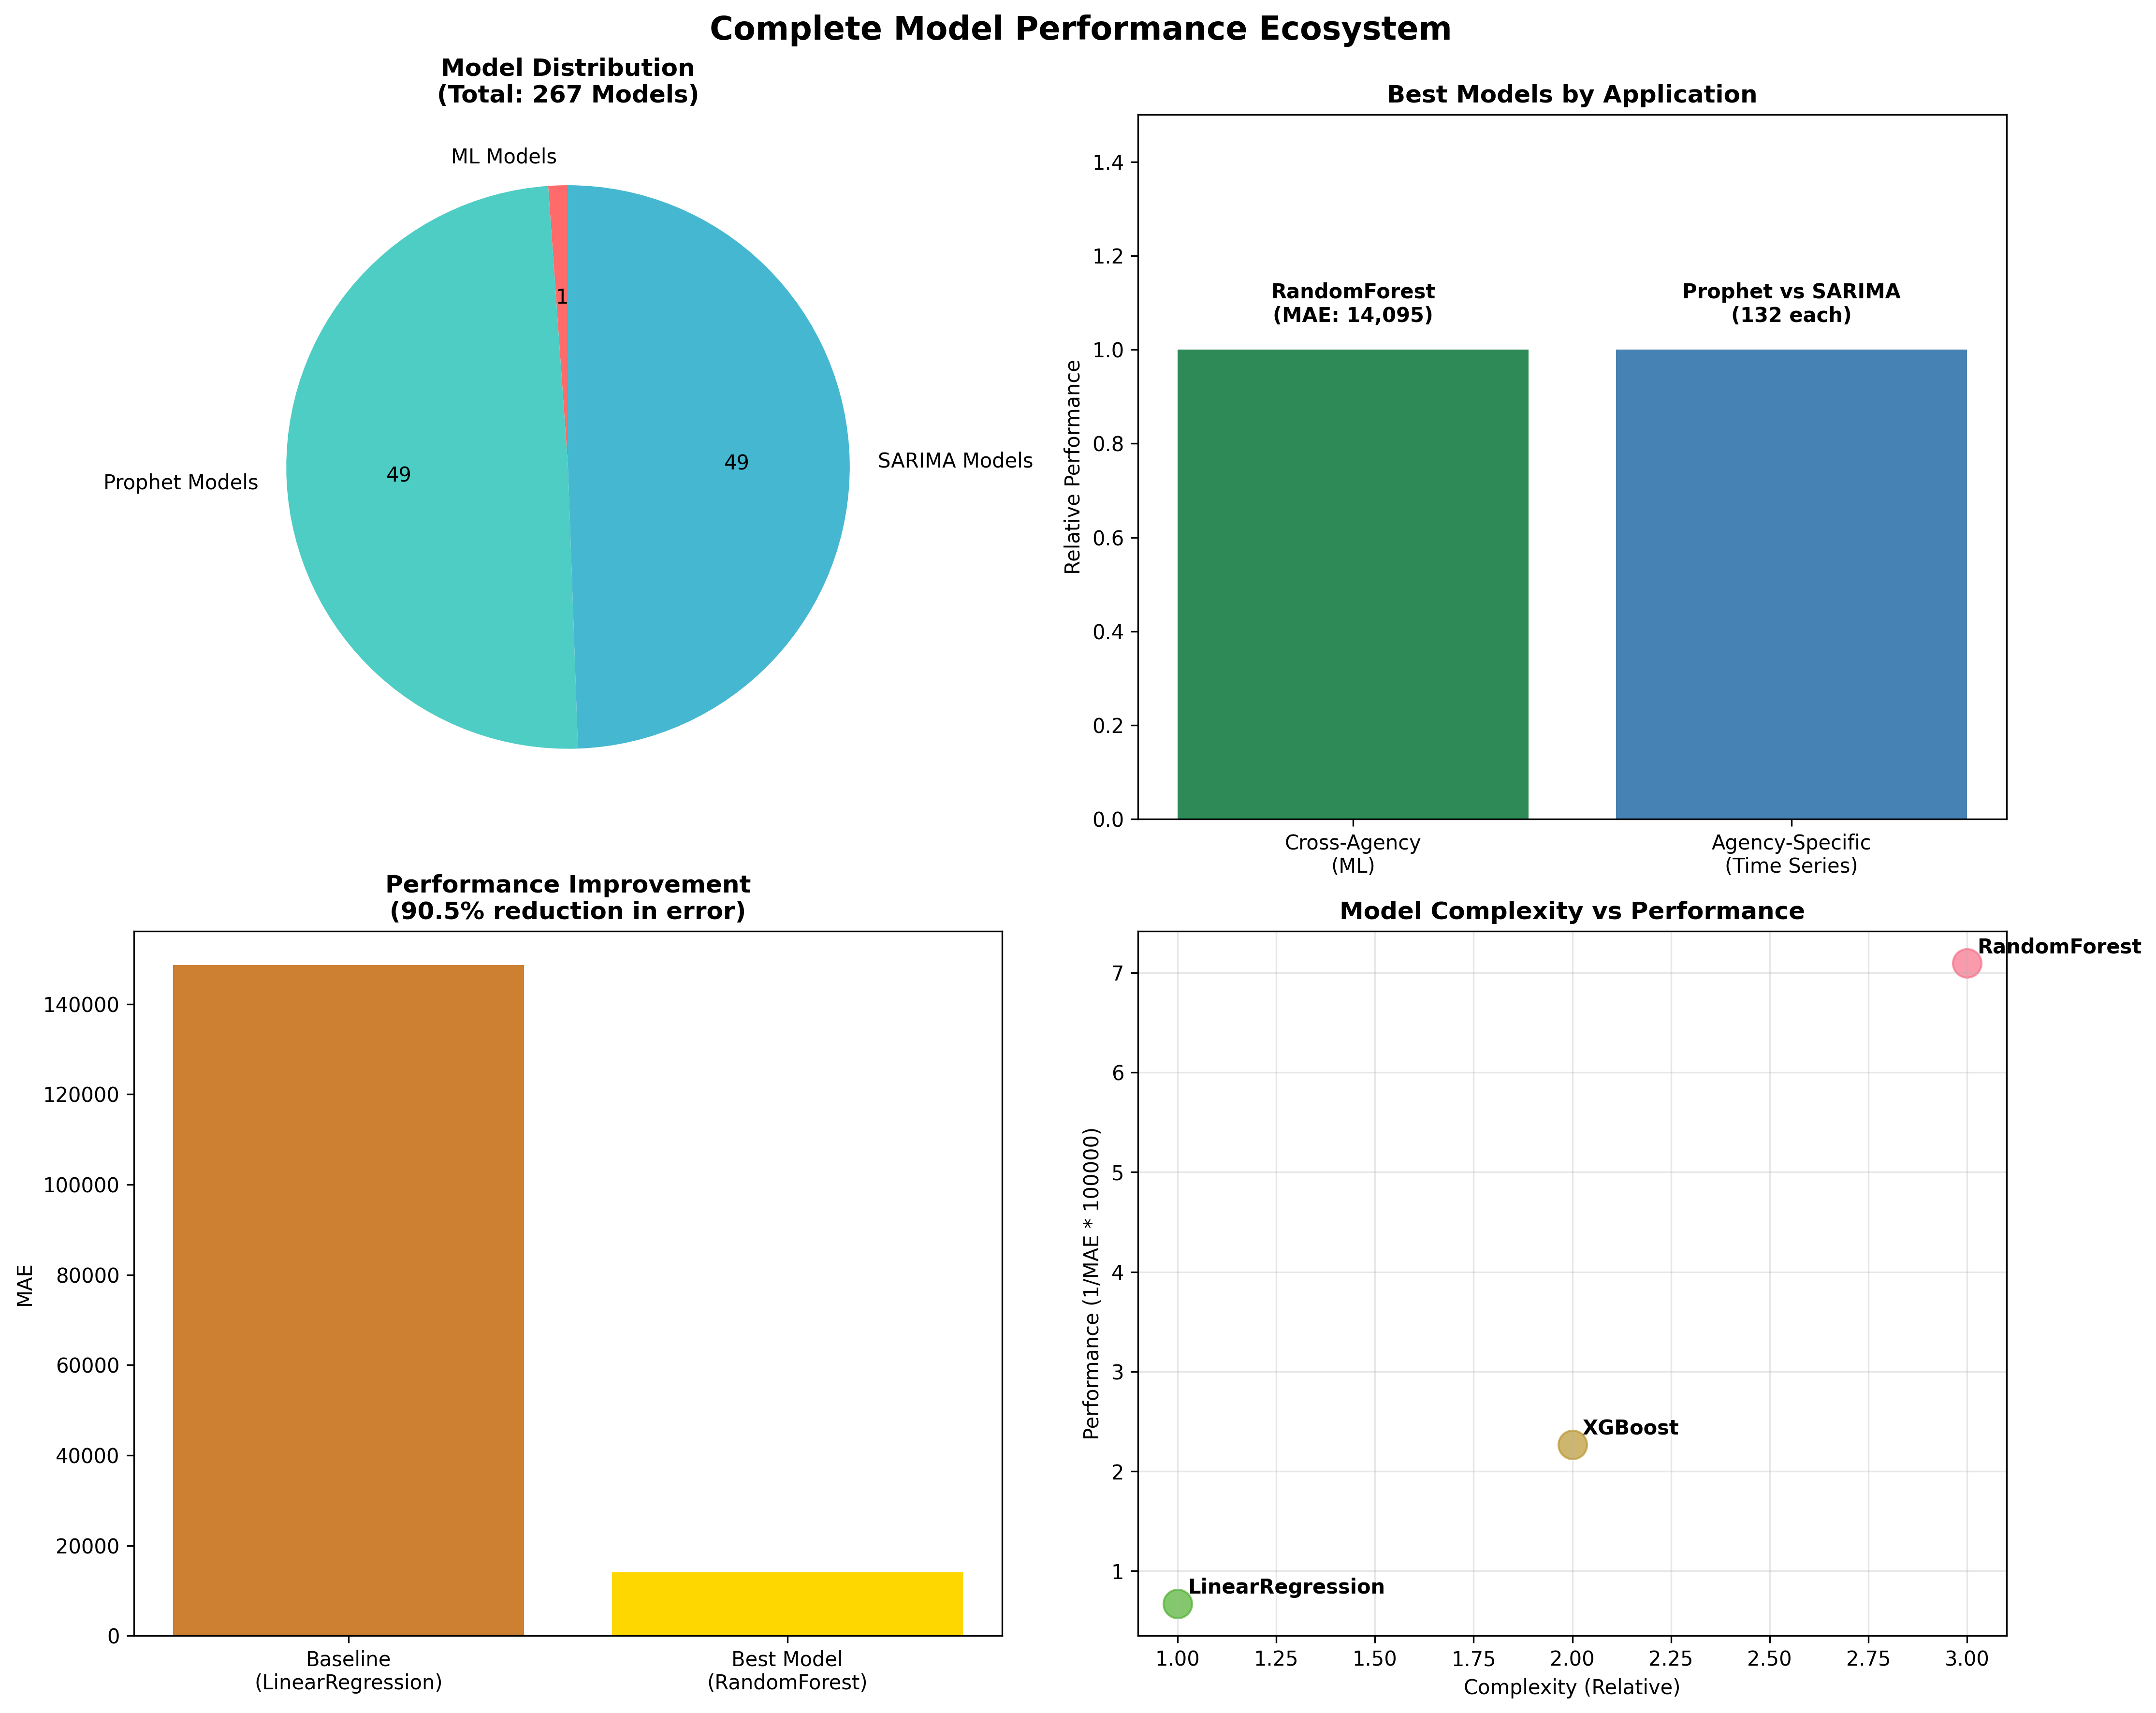 Complete Model Performance Ecosystem
Model Distribution
(Total: 267 Models)
ML Models
1
Prophet Models
49
49
SARIMA Models
Best Models by Application
1.4
1.2
1.0
0.8
0.6
0.4
0.2
0.0
Relative Performance
RandomForest
(MAE: 14,095)
Prophet vs SARIMA
(132 each)
Cross-Agency
(ML)
Agency-Specific
(Time Series)
Performance Improvement
(90.5% reduction in error)
140000
120000
100000
80000
60000
40000
20000
0
MAE
Baseline
(LinearRegression)
Best Model
(RandomForest)
Model Complexity vs Performance
7
6
5
4
3
2
1
Performance (1/MAE * 100000)
RandomForest
XGBoost
LinearRegression
1.00 1.25 1.50 1.75 2.00 2.25 2.50 2.75 3.00
Complexity (Relative)